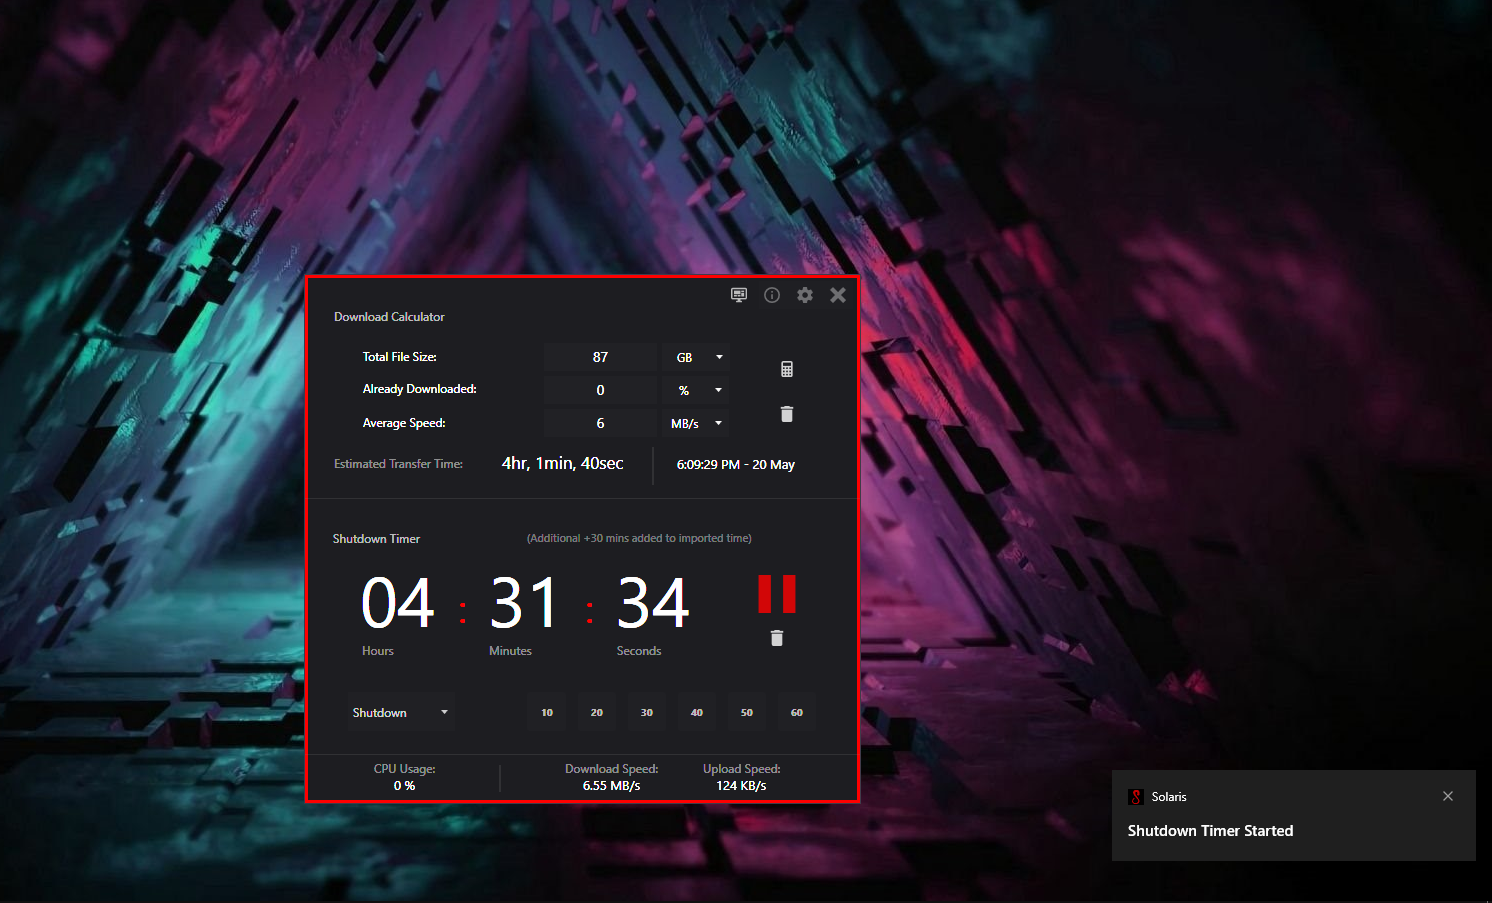 Download Calculator
Total File Size: 87 GB
Already Downloaded: 0 %
Average Speed: 6 MB/s
Estimated Transfer Time: 4hr, 1min, 40sec 6:09:29 PM - 20 May
Shutdown Timer (Additional +30 mins added to imported time)
04 : 31 : 34
Hours Minutes Seconds
Shutdown 10 20 30 40 50 60
CPU Usage: Download Speed: Upload Speed:
0 % 6.55 MB/s 124 KB/s
Solaris
Shutdown Timer Started